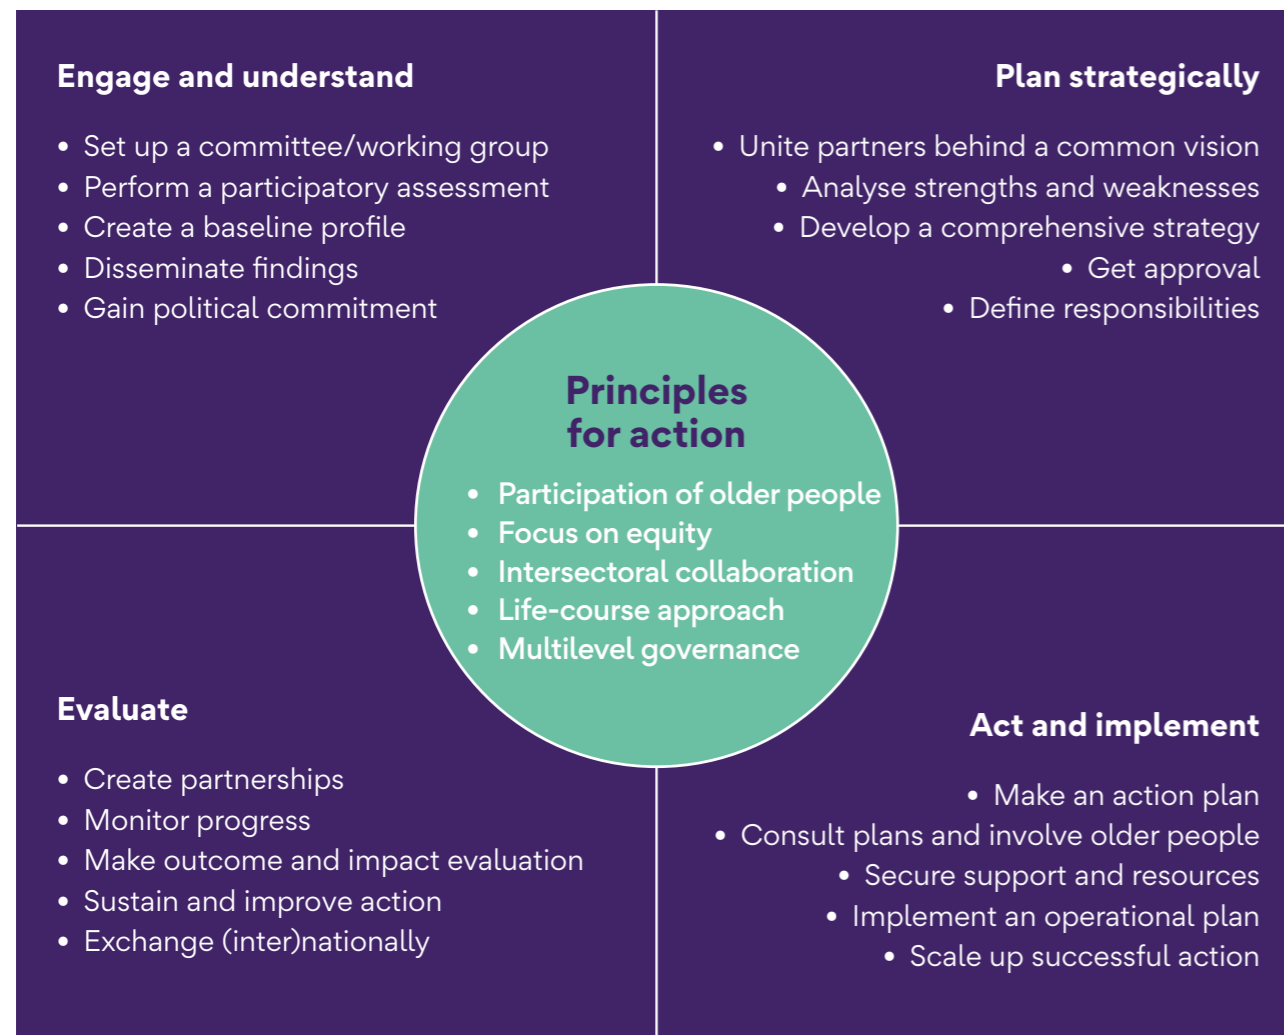 Engage and understand
• Set up a committee/working group
• Perform a participatory assessment
• Create a baseline profile
• Disseminate findings
• Gain political commitment
Plan strategically
• Unite partners behind a common vision
• Analyse strengths and weaknesses
• Develop a comprehensive strategy
• Get approval
• Define responsibilities
Principles
for action
• Participation of older people
• Focus on equity
• Intersectoral collaboration
• Life-course approach
• Multilevel governance
Evaluate
• Create partnerships
• Monitor progress
• Make outcome and impact evaluation
• Sustain and improve action
• Exchange (inter)nationally
Act and implement
• Make an action plan
• Consult plans and involve older people
• Secure support and resources
• Implement an operational plan
• Scale up successful action